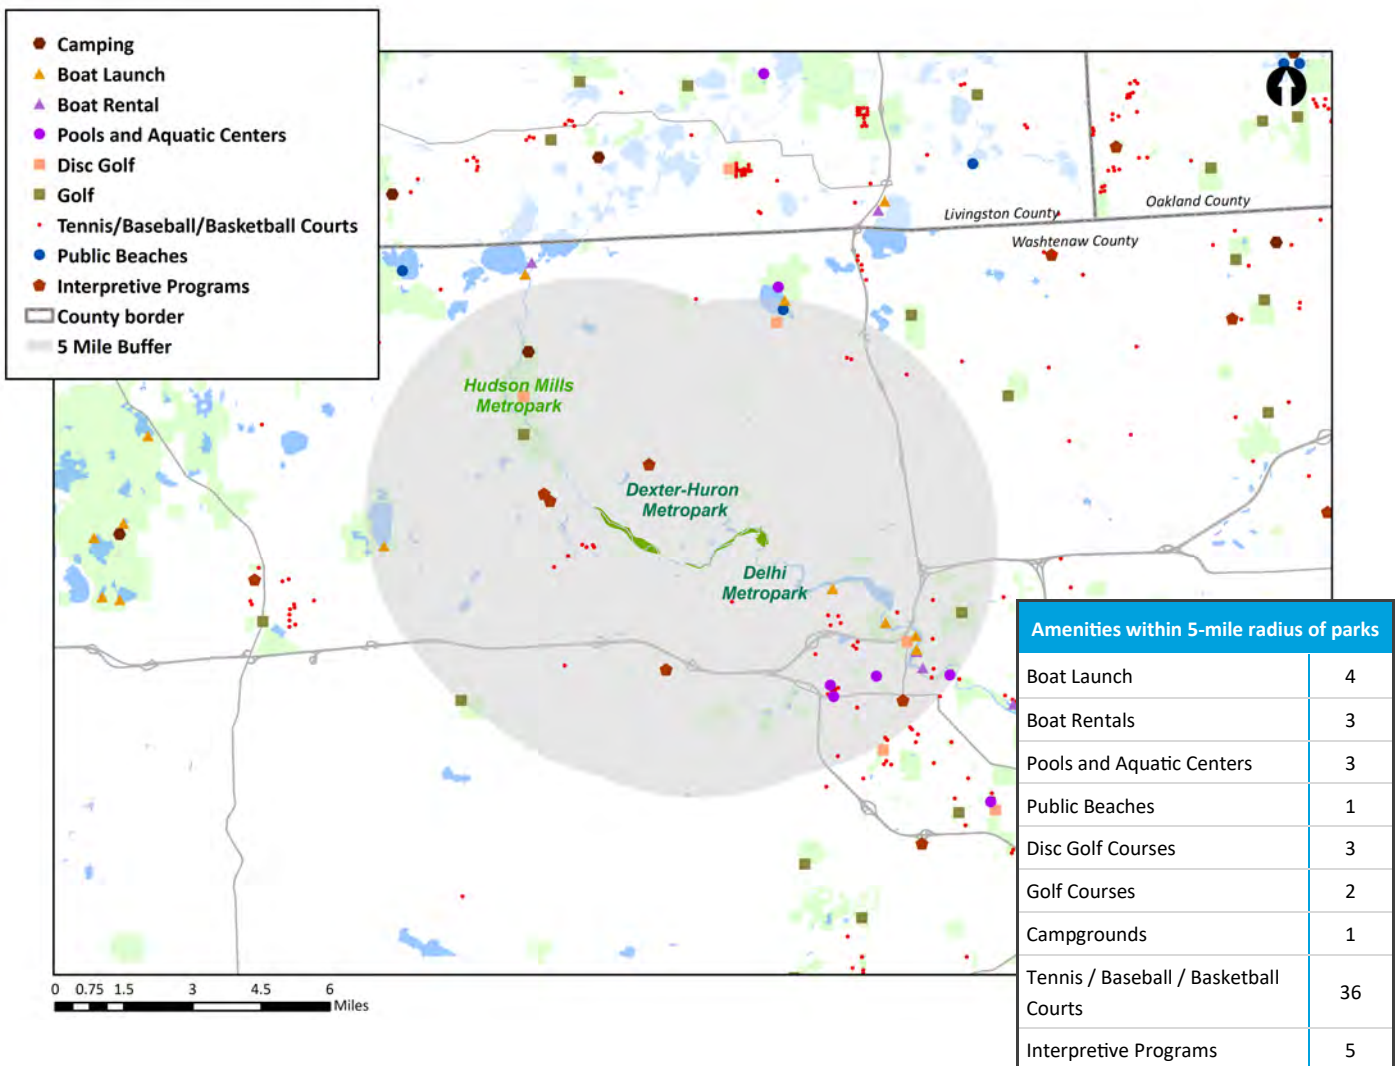 Camping
Boat Launch
Boat Rental
Pools and Aquatic Centers
Disc Golf
Golf
Tennis/Baseball/Basketball Courts
Public Beaches
Interpretive Programs
County border
5 Mile Buffer
Livingston County
Oakland County
Washtenaw County
Hudson Mills
Metropark
Dexter-Huron
Metropark
Delhi
Metropark
Amenities within 5-mile radius of parks
Boat Launch 4
Boat Rentals 3
Pools and Aquatic Centers 3
Public Beaches 1
Disc Golf Courses 3
Golf Courses 2
Campgrounds 1
Tennis / Baseball / Basketball
Courts 36
Interpretive Programs 5
0 0.75 1.5 3 4.5 6
Miles